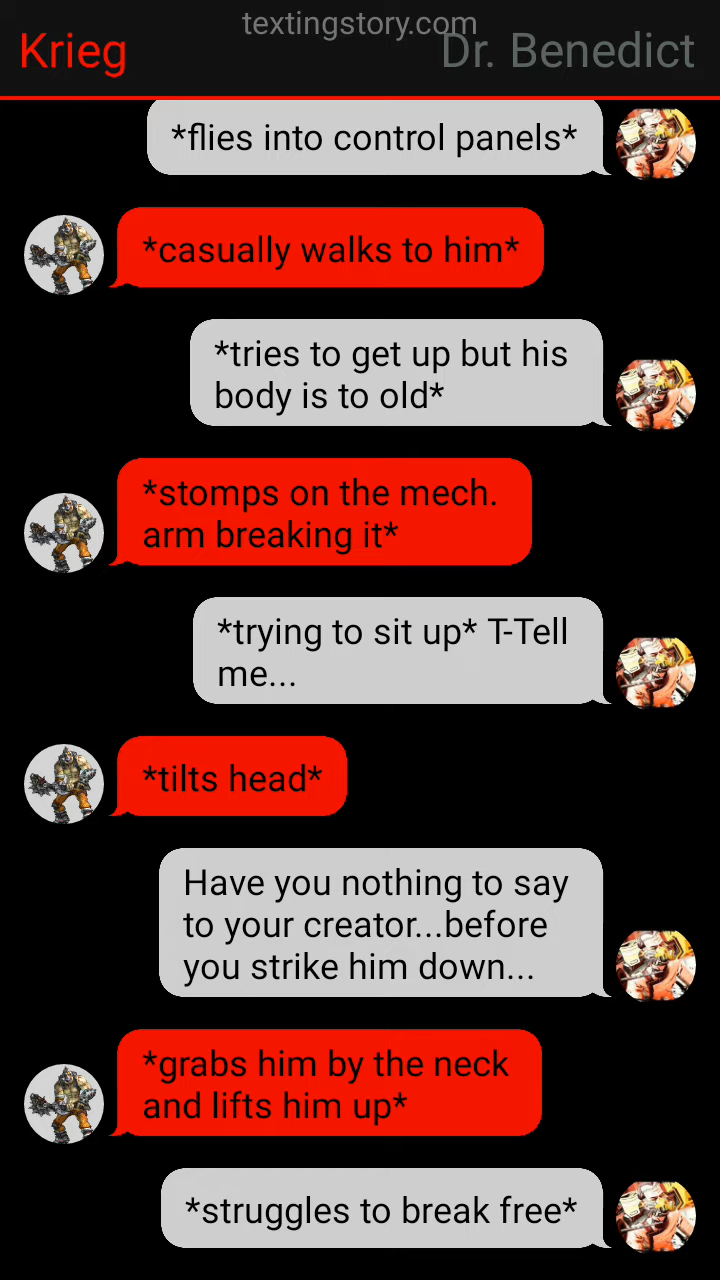 textingstory.com
Krieg
Dr. Benedict
*flies into control panels*
*casually walks to him*
*tries to get up but his
body is to old*
*stomps on the mech.
arm breaking it*
*trying to sit up* T-Tell
me...
*tilts head*
Have you nothing to say
to your creator...before
you strike him down...
*grabs him by the neck
and lifts him up*
*struggles to break free*